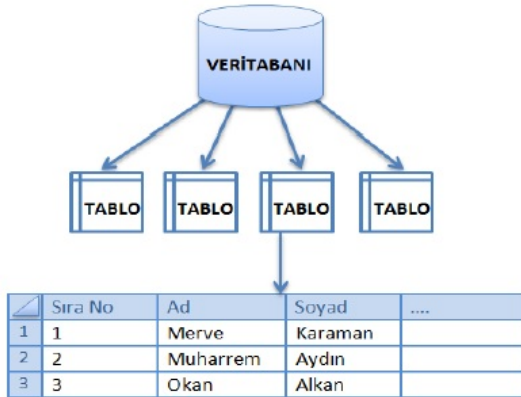 VERİTABANI
TABLO TABLO TABLO TABLO
Sıra No Ad Soyad ....
1 1 Merve Karaman
2 2 Muharrem Aydın
3 3 Okan Alkan